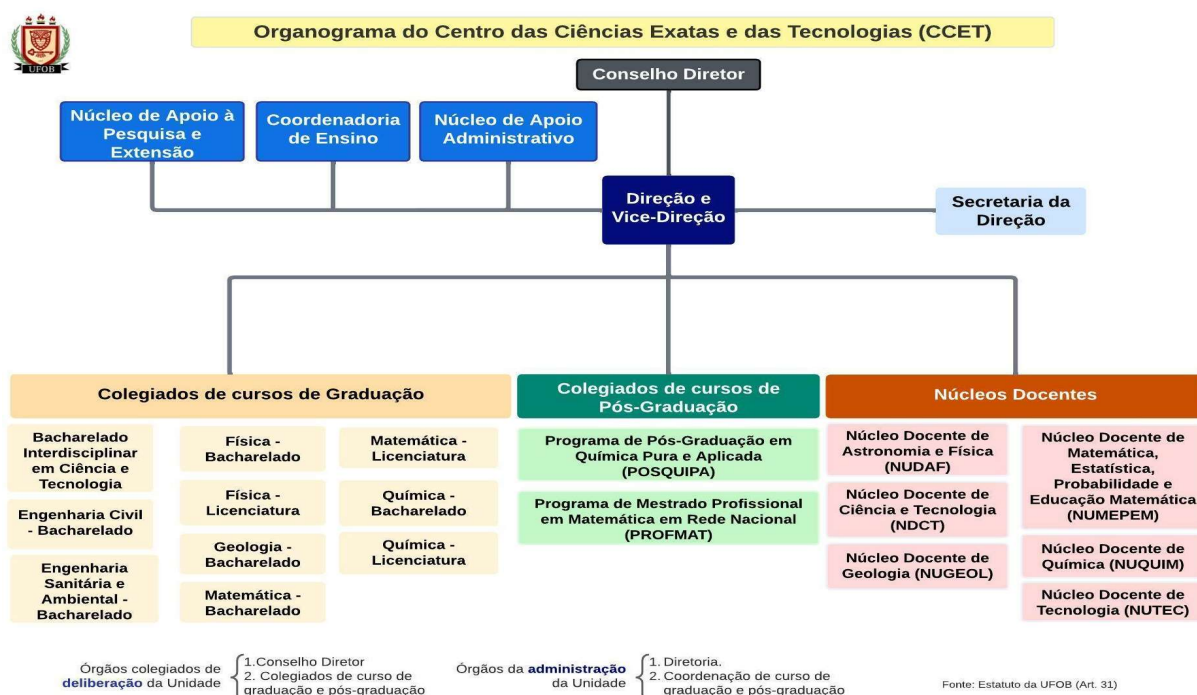 Organograma do Centro das Ciências Exatas e das Tecnologias (CCET)
UFOB
Conselho Diretor
Núcleo de Apoio à
Pesquisa e
Extensão
Coordenadoria
de Ensino
Núcleo de Apoio
Administrativo
Direção e
Vice-Direção
Secretaria da
Direção
Colegiados de cursos de Graduação
Bacharelado
Interdisciplinar
em Ciência e
Tecnologia
Engenharia Civil
- Bacharelado
Engenharia
Sanitária e
Ambiental -
Bacharelado
Física -
Bacharelado
Física -
Licenciatura
Geologia -
Bacharelado
Matemática -
Bacharelado
Matemática -
Licenciatura
Química -
Bacharelado
Química -
Licenciatura
Colegiados de cursos de
Pós-Graduação
Programa de Pós-Graduação em
Química Pura e Aplicada
(POSQUIPA)
Programa de Mestrado Profissional
em Matemática em Rede Nacional
(PROFMAT)
Núcleos Docentes
Núcleo Docente de
Astronomia e Física
(NUDAF)
Núcleo Docente de
Ciência e Tecnologia
(NDCT)
Núcleo Docente de
Geologia (NUGEOL)
Núcleo Docente de
Matemática,
Estatística,
Probabilidade e
Educação Matemática
(NUMEPEM)
Núcleo Docente de
Química (NUQUIM)
Núcleo Docente de
Tecnologia (NUTEC)
Órgãos colegiados de
deliberação da Unidade
1.Conselho Diretor
2. Colegiados de curso de
graduação e pós-graduação
Órgãos da administração
da Unidade
1. Diretoria.
2. Coordenação de curso de
graduação e pós-graduação
Fonte: Estatuto da UFOB (Art. 31)